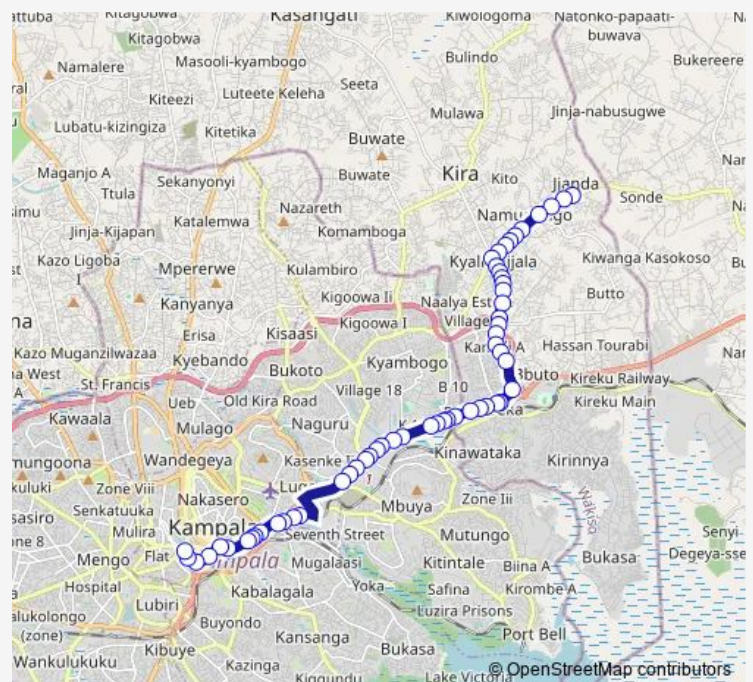 Kitagobwa
Kasangati
Kiwologoma
Natonko-papaati-
buwava
Kitagobwa
Namalere
Masooli-kyambogo
Bulindo
Bukereere
Kiteezi
Luteete Keleha
Seeta
Mulawa
Jinja-nabusugwe
Lubatu-kizingiza
Kitetika
Buwate
Maganjo A
Sekanyonyi
Buwate
Kira
Kito
Jjanda
Sonde
Ttula
Nazareth
Katalemwa
Jinja-Kijapan
Komamboga
Kazo Ligoba
Mpererwe
Kulambiro
Kiwanga Kasokoso
Kanyanya
Kigoowa Ii
Naalya Est
Butto
Village
Erisa
Kisaasi
Kigoowa I
Kazo Muganzilwazaa
Kyebando
Kyambogo
Hassan Tourabi
Bukoto
St. Francis
Village 18
B 10
Kireku Railway
Kawaala
Ueb
Old Kira Road
Kireku Main
Mulago
Naguru
Wandegeya
Kinawataka
Kirinnya
Zone Viii
Nakasero
Mbuya
Zone Iii
Senkatuuka
Wakiso
Mulira
Kampala
Seventh Street
Mutungo
Senyi
Mengo
Flat
Mugalaasi
Kitintale
Biina A
Bukasa
Degeya-sse
Hospital
Kabalagala
Yoka
Safina
Kirombe A
Lubiri
Luzira Prisons
(zone)
Buyondo
Port Bell
Kibuye
Kansanga
Wankulukuku
Bukasa
Kazinga
Lake Victoria
© OpenStreetMap contributors